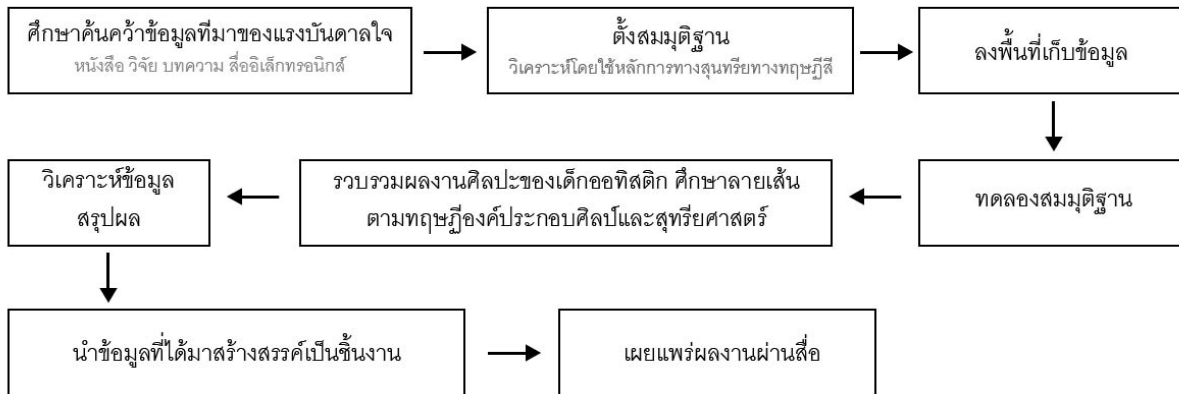 ศึกษาค้นคว้าข้อมูลที่มาของแรงบันดาลใจ
หนังสือ วิจัย บทความ สื่ออิเล็กทรอนิกส์
ตั้งสมมุติฐาน
วิเคราะห์โดยใช้หลักการทางสุนทรียทางทฤษฎีสี
ลงพื้นที่เก็บข้อมูล
ทดลองสมมุติฐาน
รวบรวมผลงานศิลปะของเด็กออทิสติก ศึกษาลายเส้น
ตามทฤษฎีองค์ประกอบศิลป์และสุทรียศาสตร์
วิเคราะห์ข้อมูล
สรุปผล
นำข้อมูลที่ได้มาสร้างสรรค์เป็นชิ้นงาน
เผยแพร่ผลงานผ่านสื่อ